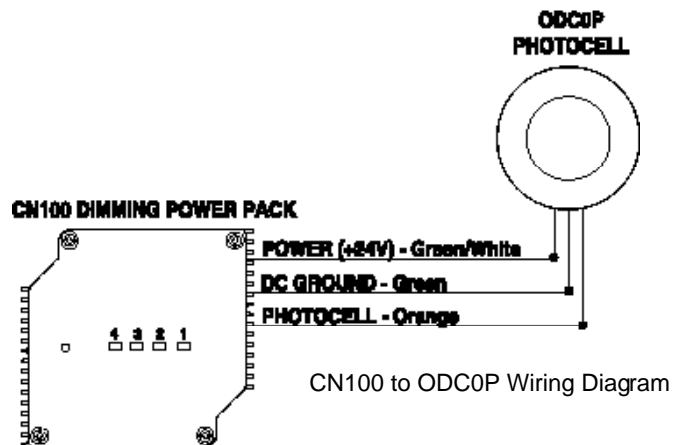 ODC0P
PHOTOCELL
CN100 DIMMING POWER PACK
POWER (+24V) - Green/White
DC GROUND - Green
PHOTOCELL - Orange
4 3 2 1
CN100 to ODC0P Wiring Diagram